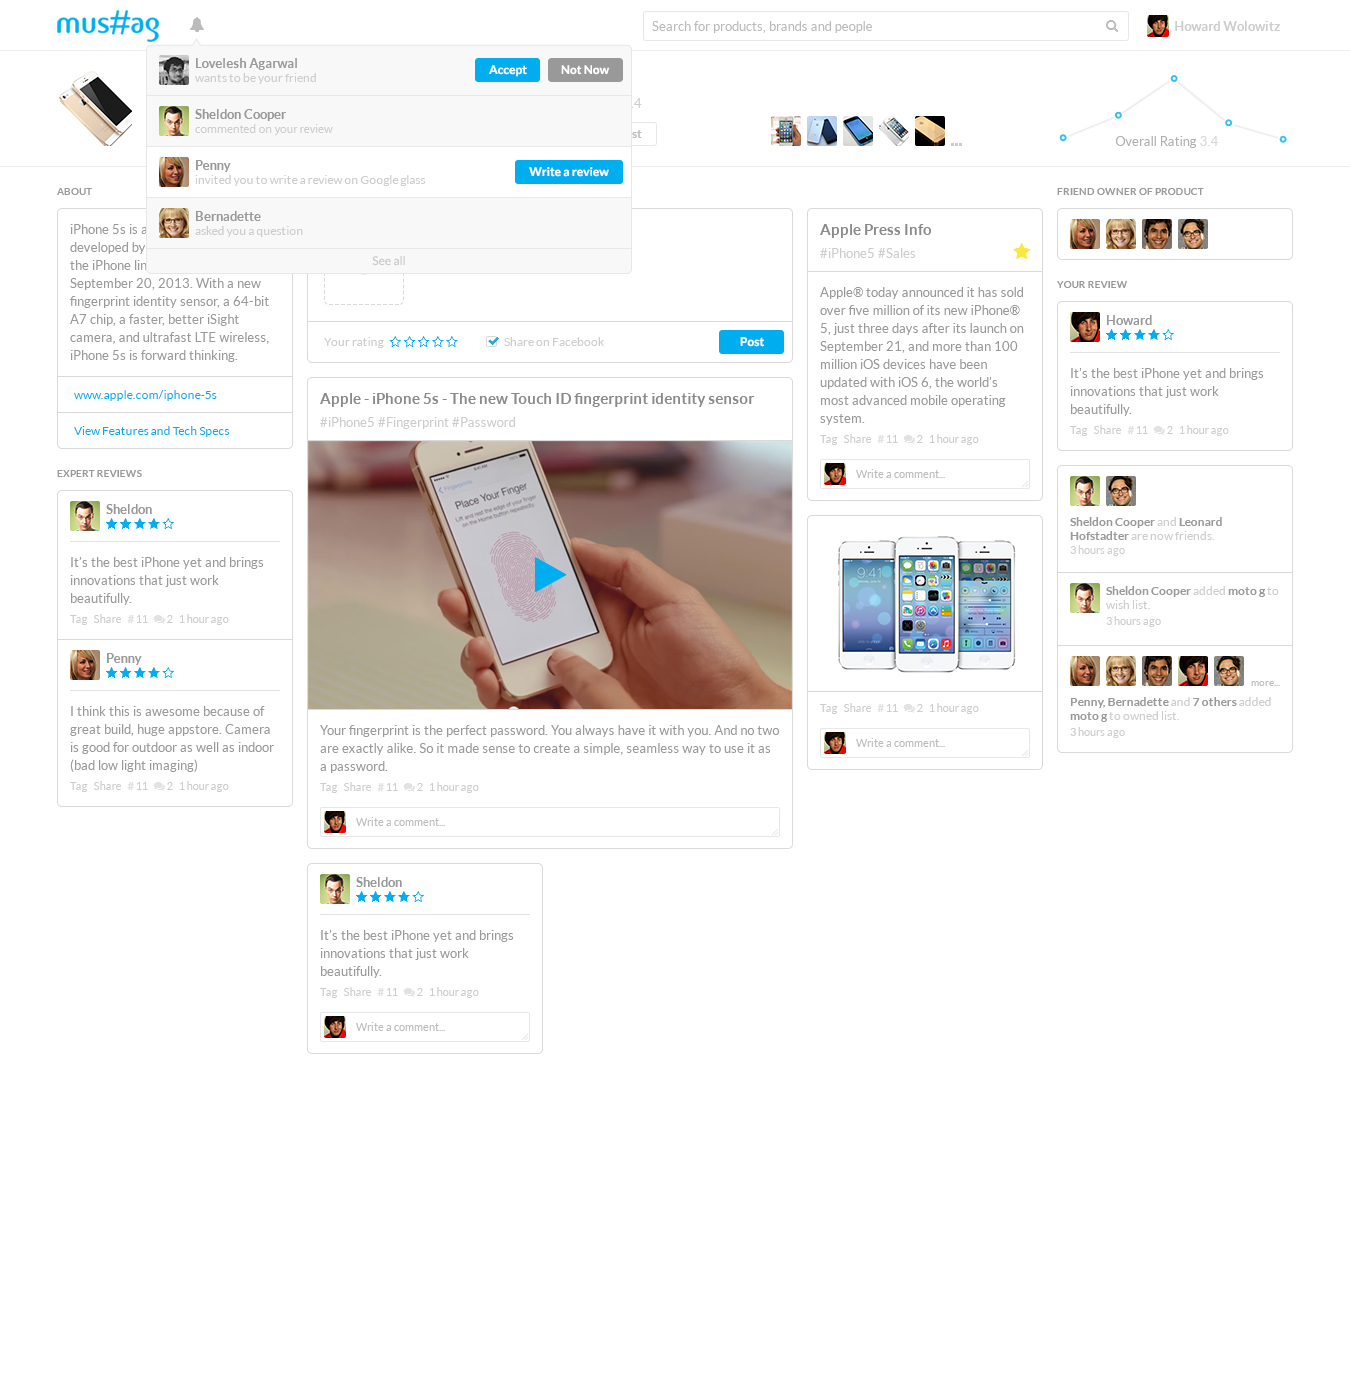 mus#ag
Search for products, brands and people
Howard Wolowitz
Lovelesh Agarwal
wants to be your friend
Accept
Not Now
Sheldon Cooper
commented on your review
Penny
invited you to write a review on Google glass
Write a review
Bernadette
asked you a question
See all
.4
st
...
Overall Rating 3.4
ABOUT
iPhone 5s is a
developed by
the iPhone lin
September 20, 2013. With a new
fingerprint identity sensor, a 64-bit
A7 chip, a faster, better iSight
camera, and ultrafast LTE wireless,
iPhone 5s is forward thinking.
www.apple.com/iphone-5s
View Features and Tech Specs
EXPERT REVIEWS
Sheldon
It's the best iPhone yet and brings
innovations that just work
beautifully.
Tag Share # 11 2 1 hour ago
Penny
I think this is awesome because of
great build, huge appstore. Camera
is good for outdoor as well as indoor
(bad low light imaging)
Tag Share # 11 2 1 hour ago
Your rating
Share on Facebook
Post
Apple - iPhone 5s - The new Touch ID fingerprint identity sensor
#iPhone5 #Fingerprint #Password
Place Your Finger
Lift and rest the edge of your finger
on the Home button repeatedly.
Your fingerprint is the perfect password. You always have it with you. And no two
are exactly alike. So it made sense to create a simple, seamless way to use it as
a password.
Tag Share # 11 2 1 hour ago
Write a comment...
Sheldon
It's the best iPhone yet and brings
innovations that just work
beautifully.
Tag Share # 11 2 1 hour ago
Write a comment...
Apple Press Info
#iPhone5 #Sales
Apple® today announced it has sold
over five million of its new iPhone®
5, just three days after its launch on
September 21, and more than 100
million iOS devices have been
updated with iOS 6, the world's
most advanced mobile operating
system.
Tag Share # 11 2 1 hour ago
Write a comment...
9:41
Tag Share # 11 2 1 hour ago
Write a comment...
FRIEND OWNER OF PRODUCT
YOUR REVIEW
Howard
It's the best iPhone yet and brings
innovations that just work
beautifully.
Tag Share # 11 2 1 hour ago
Sheldon Cooper and Leonard
Hofstadter are now friends.
3 hours ago
Sheldon Cooper added moto g to
wish list.
3 hours ago
more...
Penny, Bernadette and 7 others added
moto g to owned list.
3 hours ago